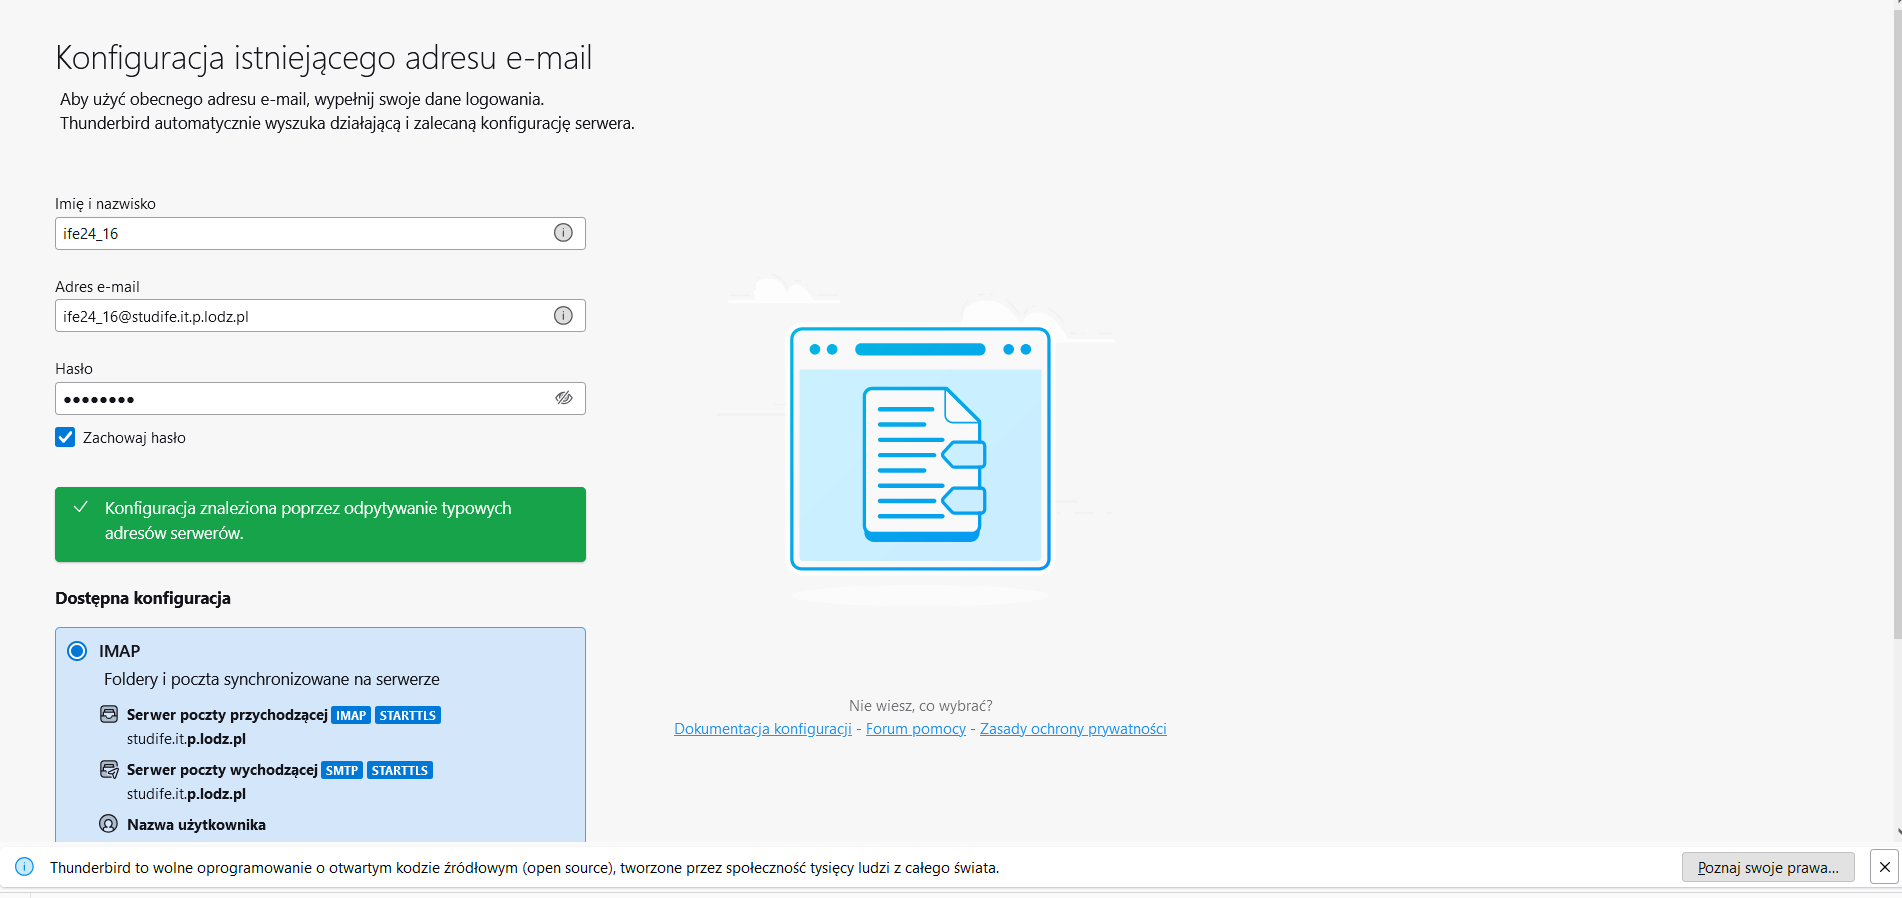 Konfiguracja istniejącego adresu e-mail
Aby użyć obecnego adresu e-mail, wypełnij swoje dane logowania.
Thunderbird automatycznie wyszuka działającą i zalecaną konfigurację serwera.
Imię i nazwisko
ife24_16
Adres e-mail
ife24_16@studife.it.p.lodz.pl
Hasło
●●●●●●●●
Zachowaj hasło
Konfiguracja znaleziona poprzez odpytywanie typowych
adresów serwerów.
Dostępna konfiguracja
IMAP
Foldery i poczta synchronizowane na serwerze
Serwer poczty przychodzącej IMAP STARTTLS
studife.it.p.lodz.pl
Serwer poczty wychodzącej SMTP STARTTLS
studife.it.p.lodz.pl
Nazwa użytkownika
Nie wiesz, co wybrać?
Dokumentacja konfiguracji - Forum pomocy - Zasady ochrony prywatności
Thunderbird to wolne oprogramowanie o otwartym kodzie źródłowym (open source), tworzone przez społeczność tysięcy ludzi z całego świata.
Poznaj swoje prawa...